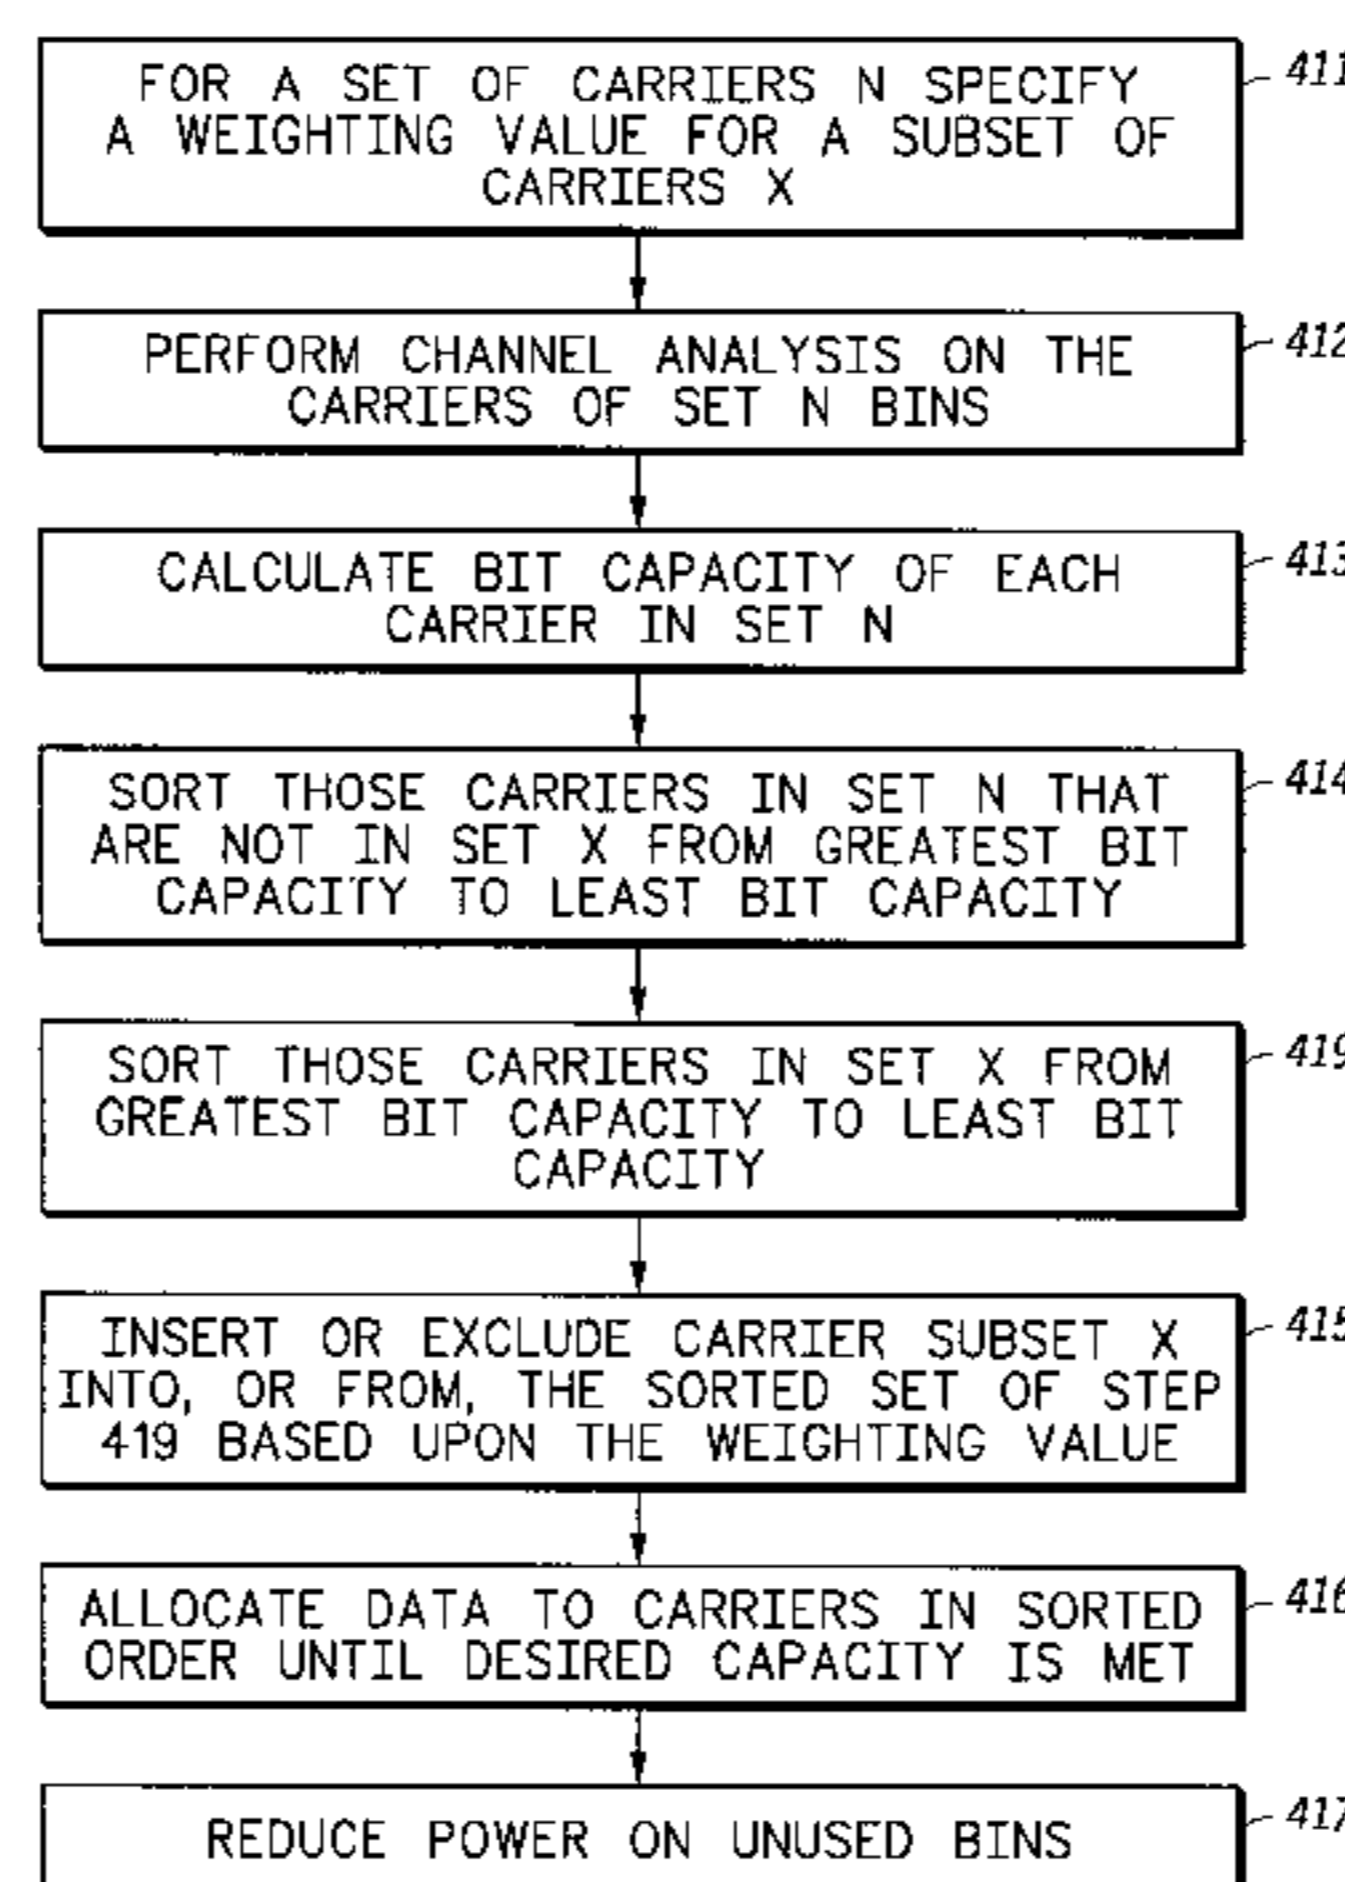 FOR A SET OF CARRIERS N SPECIFY
A WEIGHTING VALUE FOR A SUBSET OF
CARRIERS X
411
PERFORM CHANNEL ANALYSIS ON THE
CARRIERS OF SET N BINS
412
CALCULATE BIT CAPACITY OF EACH
CARRIER IN SET N
413
SORT THOSE CARRIERS IN SET N THAT
ARE NOT IN SET X FROM GREATEST BIT
CAPACITY TO LEAST BIT CAPACITY
414
SORT THOSE CARRIERS IN SET X FROM
GREATEST BIT CAPACITY TO LEAST BIT
CAPACITY
419
INSERT OR EXCLUDE CARRIER SUBSET X
INTO, OR FROM, THE SORTED SET OF STEP
419 BASED UPON THE WEIGHTING VALUE
415
ALLOCATE DATA TO CARRIERS IN SORTED
ORDER UNTIL DESIRED CAPACITY IS MET
416
REDUCE POWER ON UNUSED BINS
417